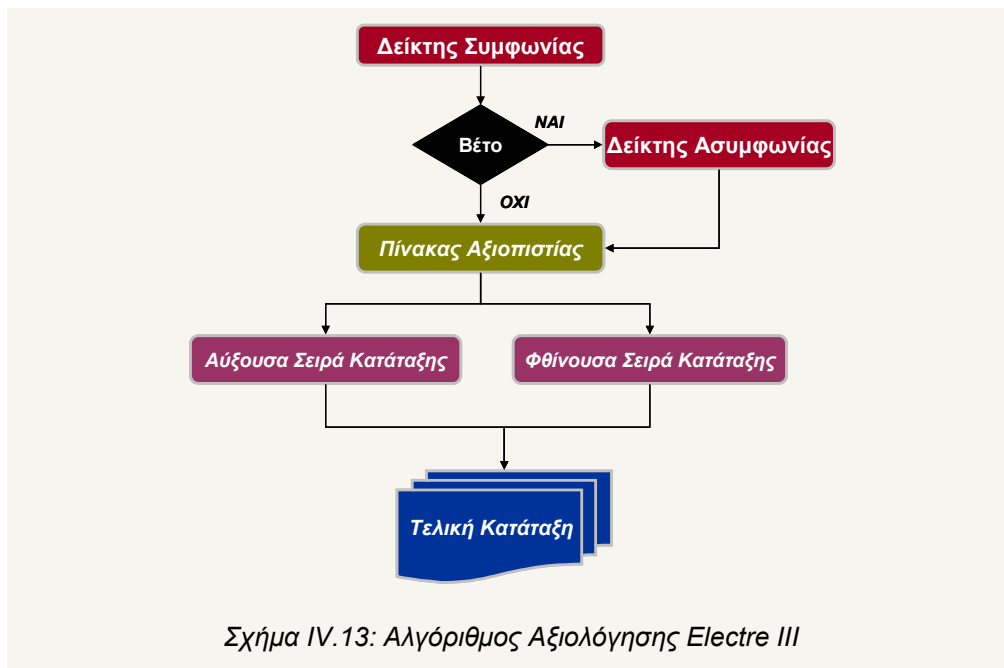 Δείκτης Συμφωνίας
ΝΑΙ
Βέτο
Δείκτης Ασυμφωνίας
ΟΧΙ
Πίνακας Αξιοπιστίας
Αύξουσα Σειρά Κατάταξης
Φθίνουσα Σειρά Κατάταξης
Τελική Κατάταξη
Σχήμα IV.13: Αλγόριθμος Αξιολόγησης Electre III